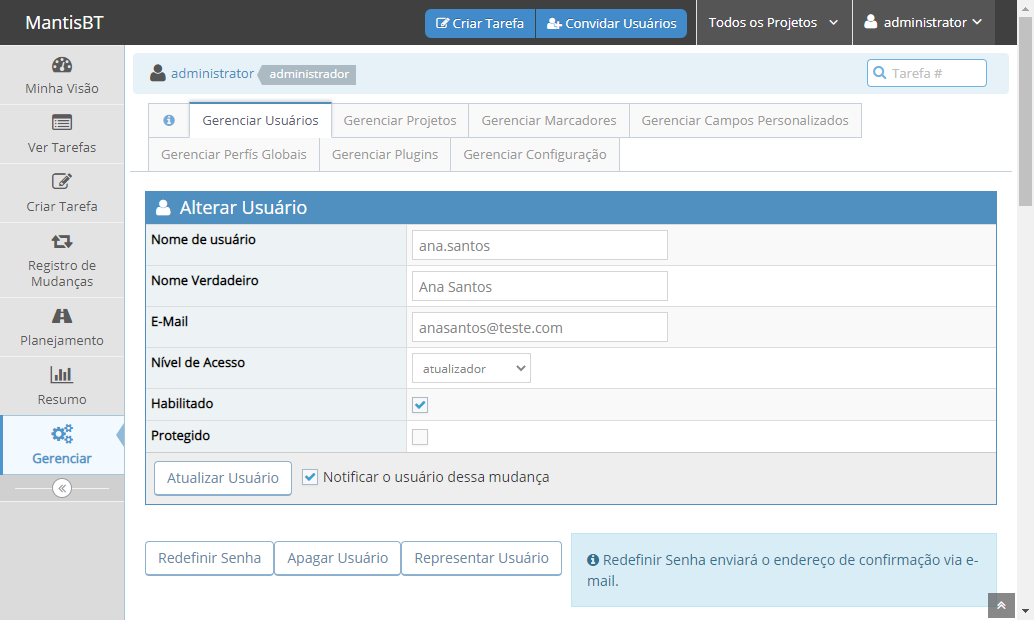 MantisBT
Criar Tarefa
Convidar Usuários
Todos os Projetos
administrator
Minha Visão
Ver Tarefas
Criar Tarefa
Registro de
Mudanças
Planejamento
Resumo
Gerenciar
administrator administrador
Tarefa #
Gerenciar Usuários Gerenciar Projetos Gerenciar Marcadores Gerenciar Campos Personalizados
Gerenciar Perfís Globais Gerenciar Plugins Gerenciar Configuração
Alterar Usuário
Nome de usuário ana.santos
Nome Verdadeiro Ana Santos
E-Mail anasantos@teste.com
Nível de Acesso atualizador
Habilitado
Protegido
Atualizar Usuário Notificar o usuário dessa mudança
Redefinir Senha Apagar Usuário Representar Usuário
Redefinir Senha enviará o endereço de confirmação via e-
mail.